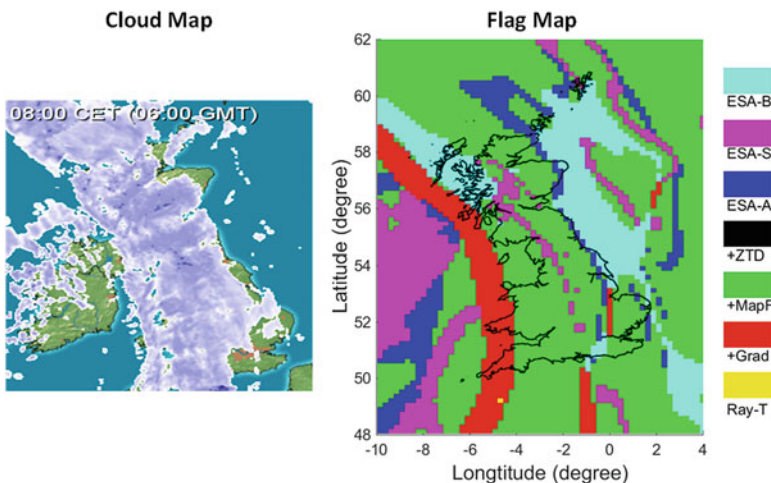 Cloud Map
08:00 CET (06:00 GMT)
Flag Map
62
60
58
56
54
52
50
48
Latitude (degree)
-10
-8
-6
-4
-2
0
2
4
Longtitude (degree)
ESA-B
ESA-S
ESA-A
+ZTD
+MapF
+Grad
Ray-T